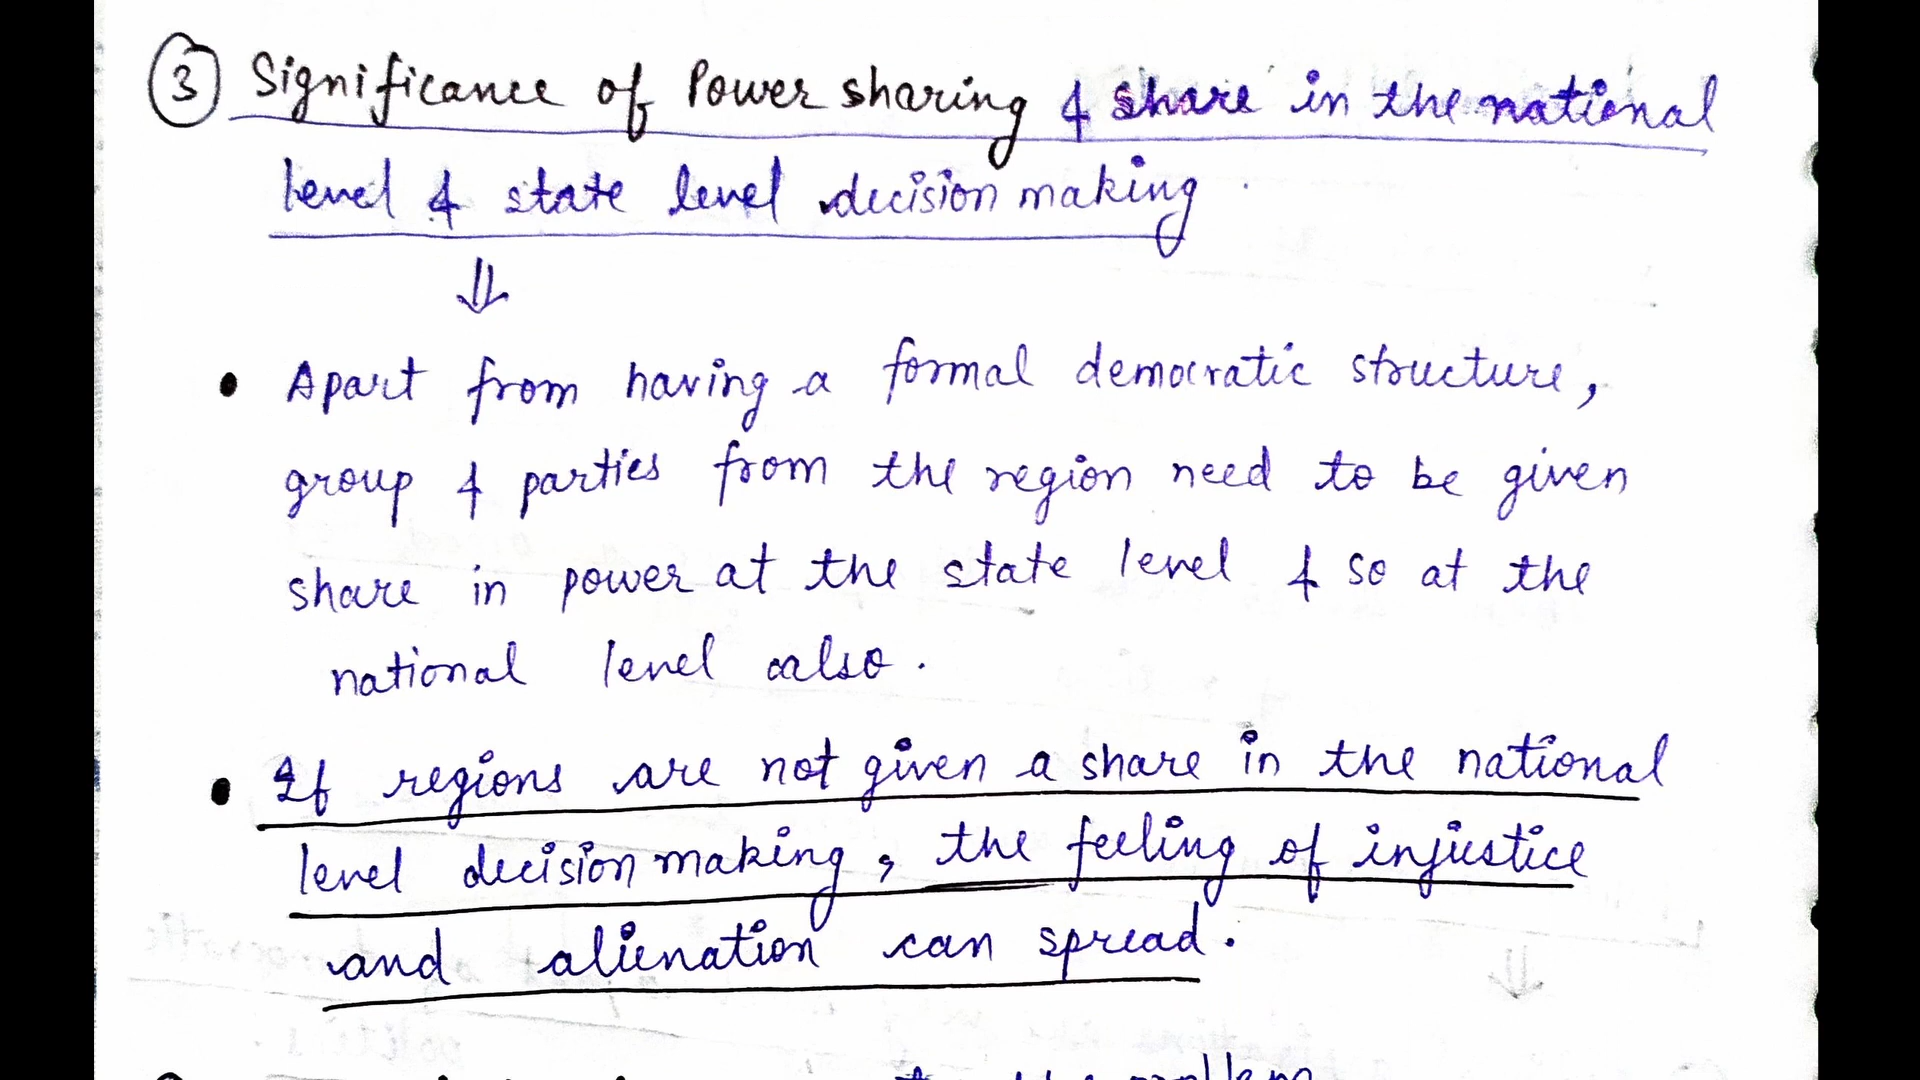 ③ Significance of Power sharing & share in the national
level & state level decision making
⇓
• Apart from having a formal democratic structure,
group & parties from the region need to be given
share in power at the state level & so at the
national level also.
• If regions are not given a share in the national
level decision making, the feeling of injustice
and alienation can spread.